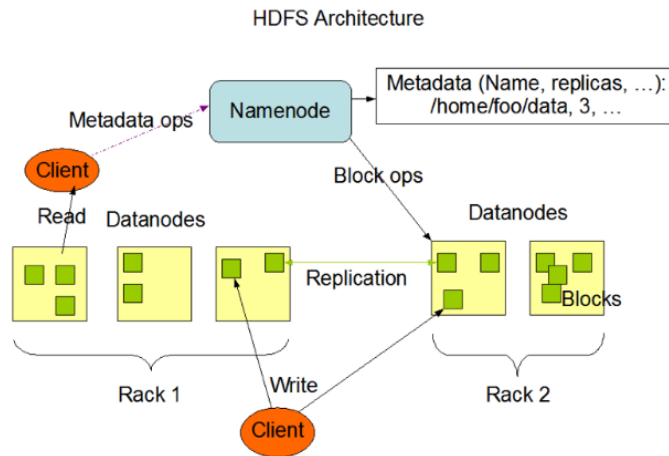 HDFS Architecture
Metadata (Name, replicas, ...):
/home/foo/data, 3, ...
Namenode
Metadata ops
Client
Block ops
Read
Datanodes
Datanodes
Replication
Blocks
Rack 1
Write
Rack 2
Client